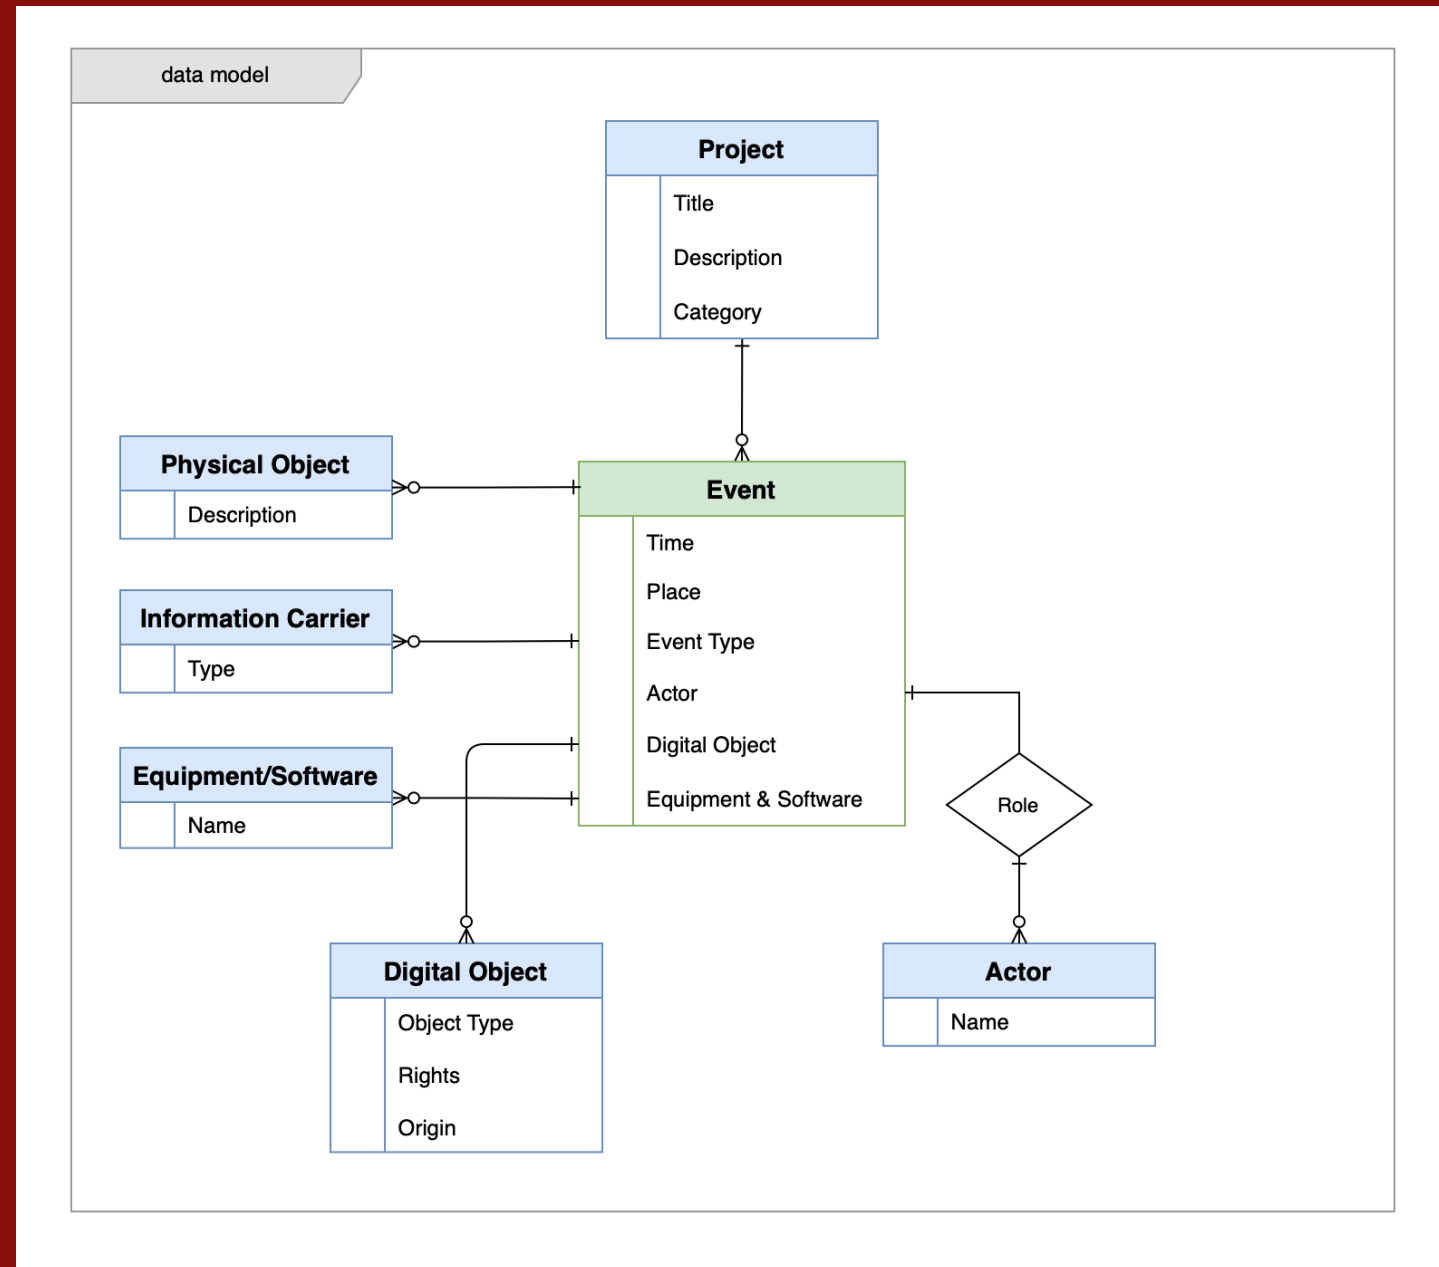 data model
Project
Title
Description
Category
Physical Object
Description
Information Carrier
Type
Equipment/Software
Name
Event
Time
Place
Event Type
Actor
Digital Object
Equipment & Software
Role
Digital Object
Object Type
Rights
Origin
Actor
Name